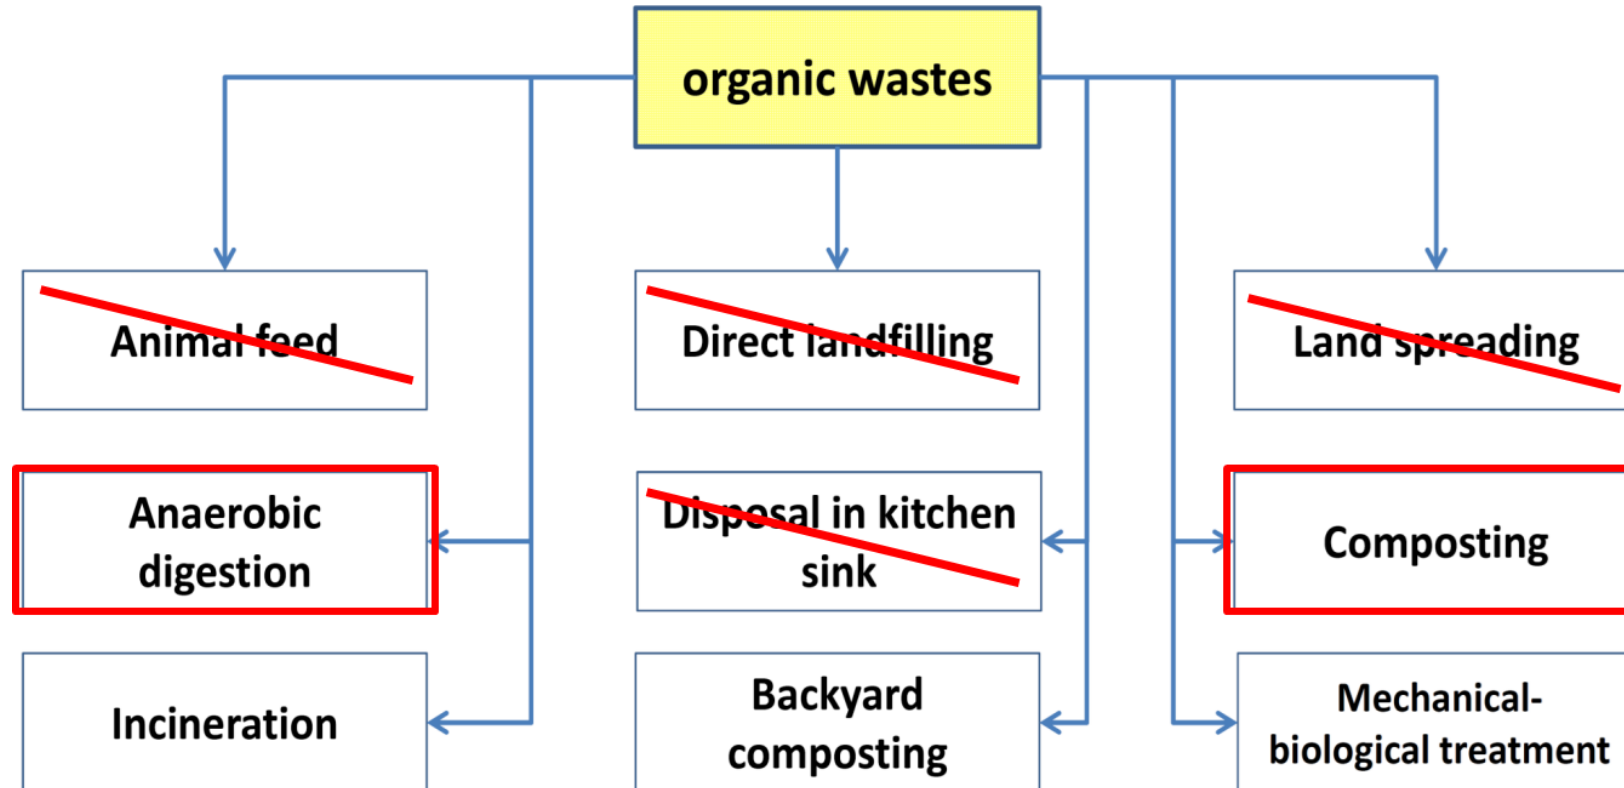 organic wastes
Animal feed
Direct landfilling
Land spreading
Anaerobic
digestion
Disposal in kitchen
sink
Composting
Incineration
Backyard
composting
Mechanical-
biological treatment